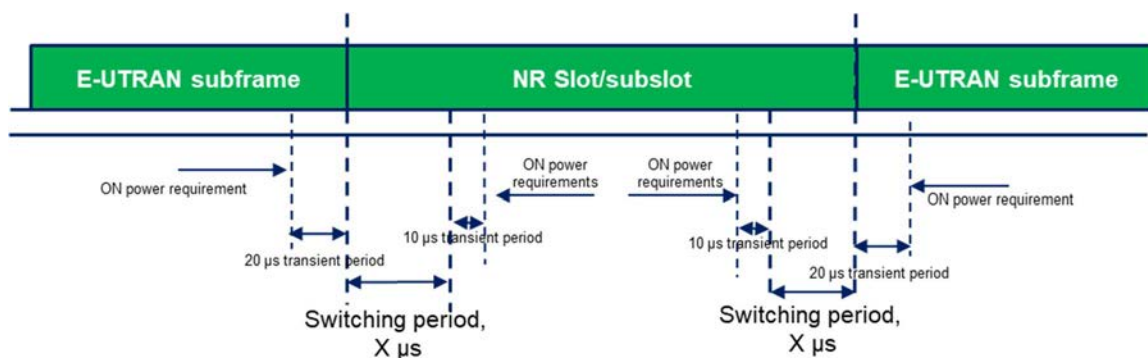 E-UTRAN subframe
NR Slot/subslot
E-UTRAN subframe
ON power requirement
ON power
requirements
ON power
requirements
ON power requirement
10 µs transient period
10 µs transient period
20 µs transient period
20 µs transient period
Switching period,
X µs
Switching period,
X µs